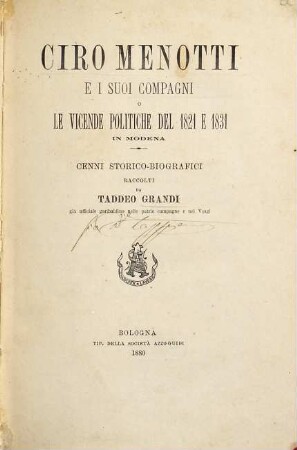 CIRO MENOTTI
E I SUOI COMPAGNI
O
LE VICENDE POLITICHE DEL 1821 E 1831
IN MODENA
CENNI STORICO-BIOGRAFICI
RACCOLTI
DA
TADDEO GRANDI
già ufficiale garibaldino nelle patrie campagne e nei Vosgi
BOLOGNA
TIP. DELLA SOCIETÀ AZZOGUIDI
1880